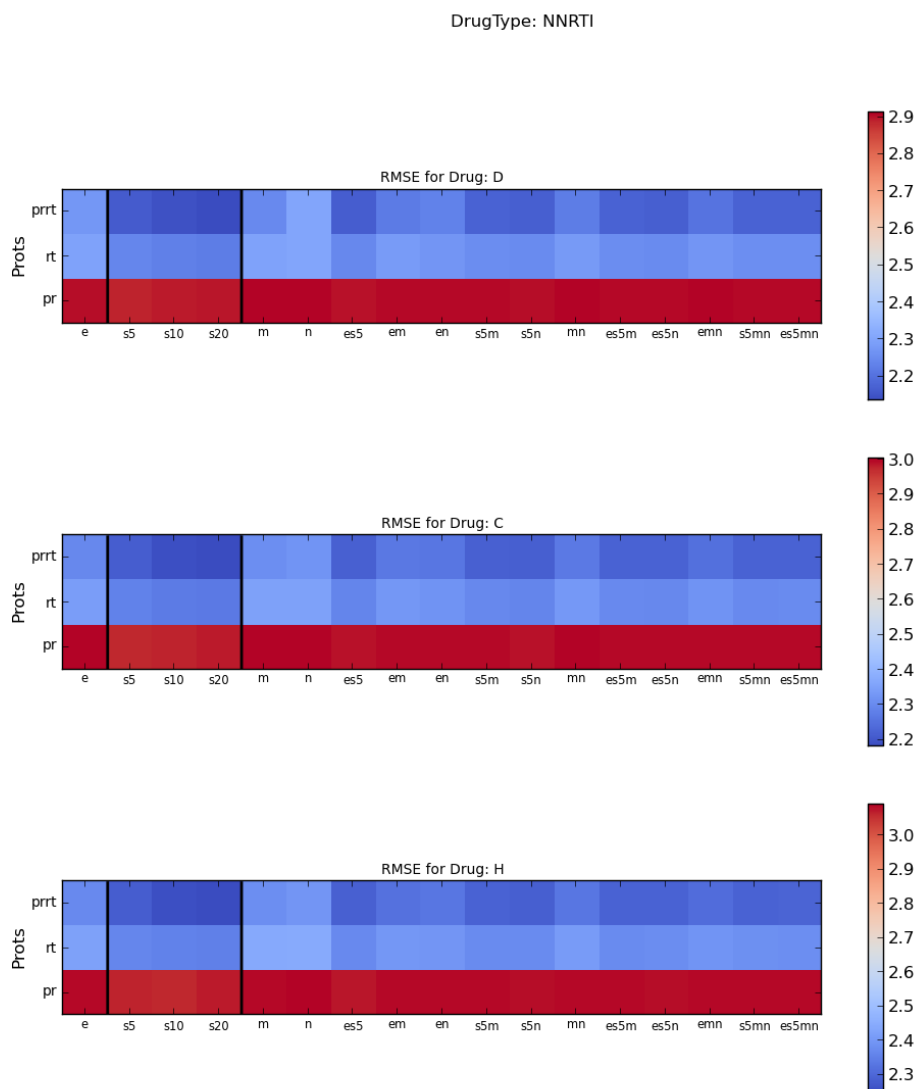 DrugType: NNRTI
RMSE for Drug: D
Prots
prrt
rt
pr
e s5 s10 s20 m n es5 em en s5m s5n mn es5m es5n emn s5mn es5mn
2.9
2.8
2.7
2.6
2.5
2.4
2.3
2.2
RMSE for Drug: C
Prots
prrt
rt
pr
e s5 s10 s20 m n es5 em en s5m s5n mn es5m es5n emn s5mn es5mn
3.0
2.9
2.8
2.7
2.6
2.5
2.4
2.3
2.2
RMSE for Drug: H
Prots
prrt
rt
pr
e s5 s10 s20 m n es5 em en s5m s5n mn es5m es5n emn s5mn es5mn
3.0
2.9
2.8
2.7
2.6
2.5
2.4
2.3